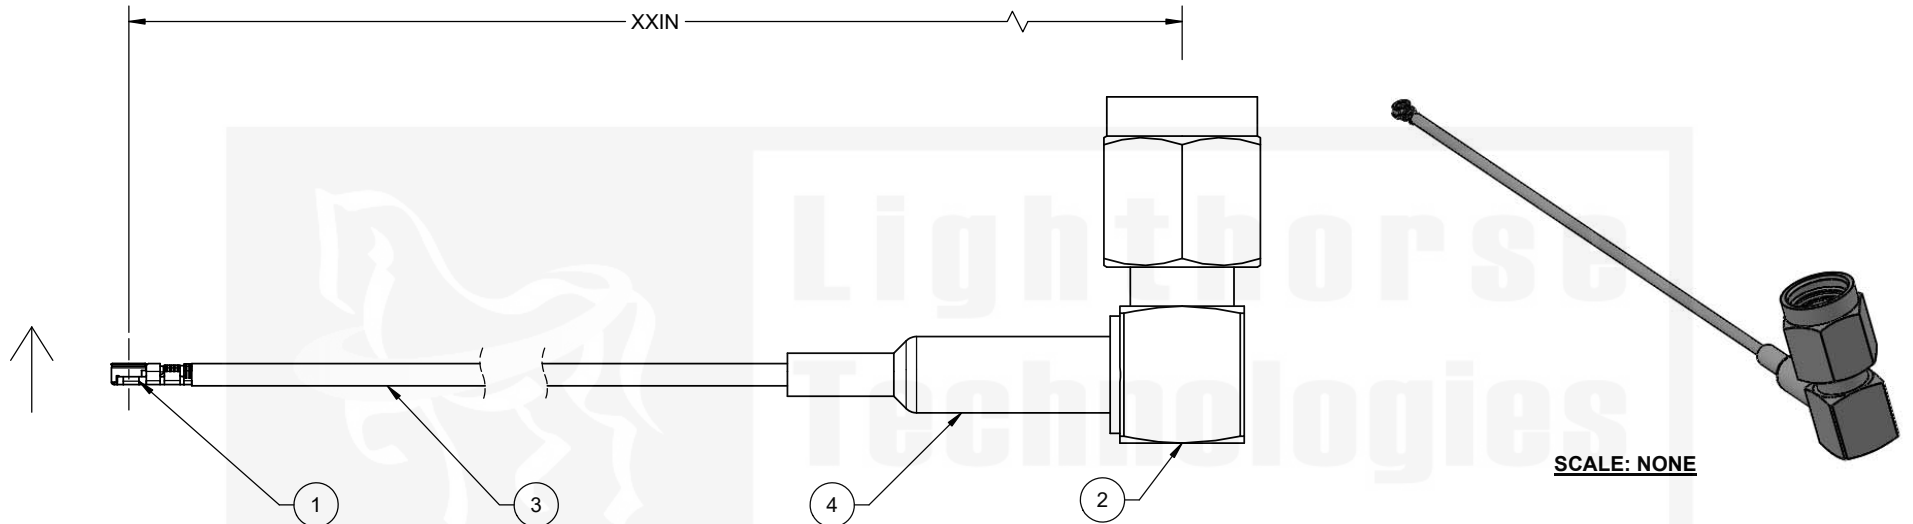 XXIN
Lighthorse
Technologies
SCALE: NONE
1
3
4
2